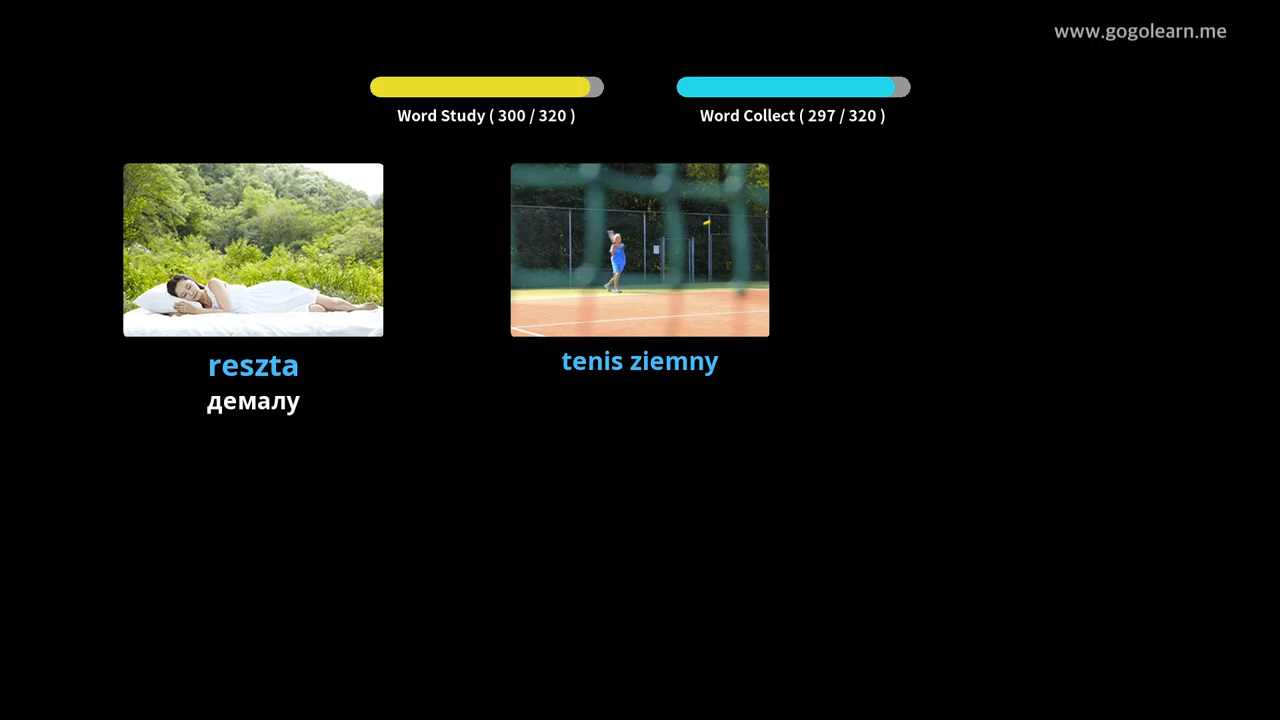 www.gogolearn.me
Word Study ( 300 / 320 )
Word Collect ( 297 / 320 )
reszta
демалу
tenis ziemny